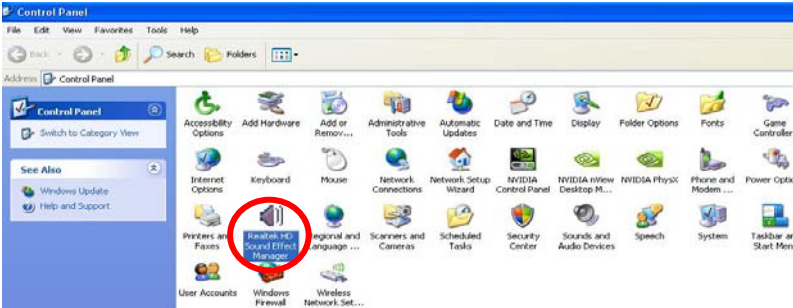 Control Panel
File Edit View Favorites Tools Help
Back Search Folders
Address Control Panel
Control Panel
Switch to Category View
See Also
Windows Update
Help and Support
Accessibility Options
Add Hardware
Add or Remov...
Administrative Tools
Automatic Updates
Date and Time
Display
Folder Options
Fonts
Game Controller
Internet Options
Keyboard
Mouse
Network Connections
Network Setup Wizard
NVIDIA Control Panel
NVIDIA nView Desktop M...
NVIDIA PhysX
Phone and Modem ...
Power Optio
Printers an
Faxes
Realtek HD Sound Effect Manager
egional and
anguage ...
Scanners and Cameras
Scheduled Tasks
Security Center
Sounds and Audio Devices
Speech
System
Taskbar an
Start Men
User Accounts
Windows Firewall
Wireless Network Set...